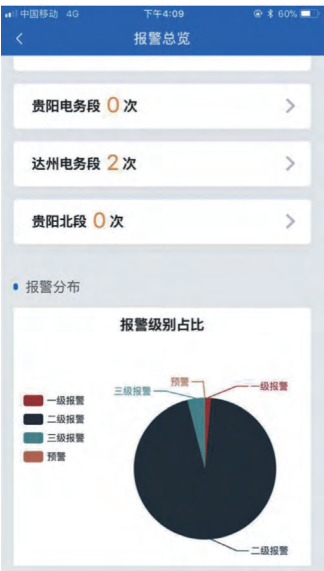 中国移动 4G 下午4:09 60%
报警总览
贵阳电务段 0 次
达州电务段 2 次
贵阳北段 0 次
报警分布
报警级别占比
预警
一级报警
三级报警
一级报警
二级报警
三级报警
预警
二级报警